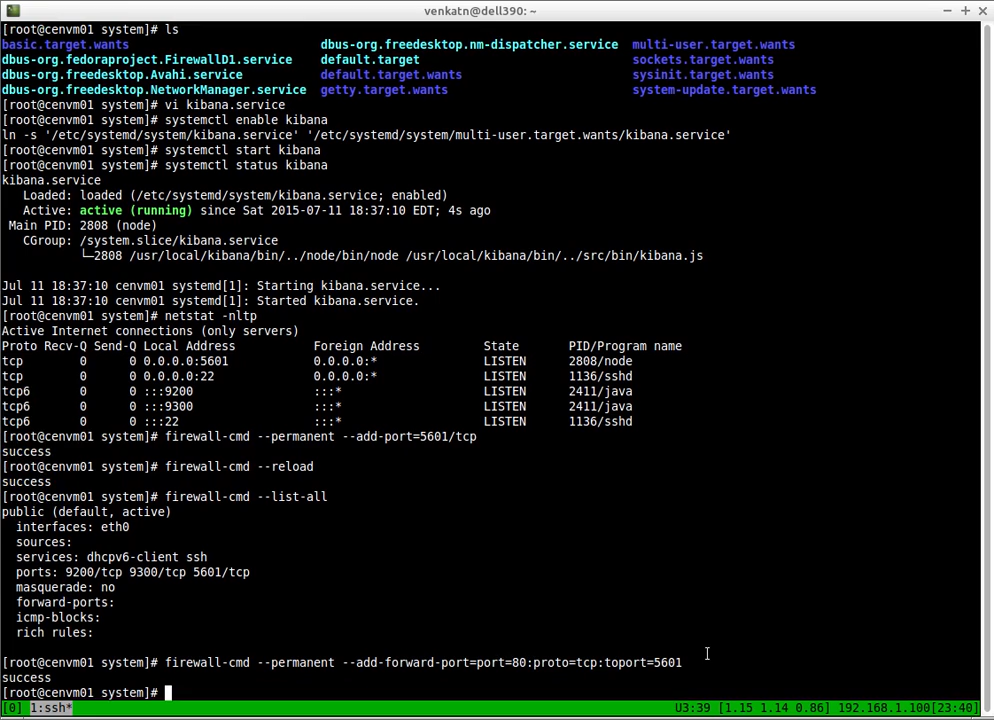 venkatn@dell390: ~
[root@cenvm01 system]# ls
basic.target.wants dbus-org.freedesktop.nm-dispatcher.service multi-user.target.wants
dbus-org.fedoraproject.FirewallD1.service default.target sockets.target.wants
dbus-org.freedesktop.Avahi.service default.target.wants sysinit.target.wants
dbus-org.freedesktop.NetworkManager.service getty.target.wants system-update.target.wants
[root@cenvm01 system]# vi kibana.service
[root@cenvm01 system]# systemctl enable kibana
ln -s '/etc/systemd/system/kibana.service' '/etc/systemd/system/multi-user.target.wants/kibana.service'
[root@cenvm01 system]# systemctl start kibana
[root@cenvm01 system]# systemctl status kibana
kibana.service
Loaded: loaded (/etc/systemd/system/kibana.service; enabled)
Active: active (running) since Sat 2015-07-11 18:37:10 EDT; 4s ago
Main PID: 2808 (node)
CGroup: /system.slice/kibana.service
└─2808 /usr/local/kibana/bin/../node/bin/node /usr/local/kibana/bin/../src/bin/kibana.js
Jul 11 18:37:10 cenvm01 systemd[1]: Starting kibana.service...
Jul 11 18:37:10 cenvm01 systemd[1]: Started kibana.service.
[root@cenvm01 system]# netstat -nltp
Active Internet connections (only servers)
Proto Recv-Q Send-Q Local Address Foreign Address State PID/Program name
tcp 0 0 0.0.0.0:5601 0.0.0.0:* LISTEN 2808/node
tcp 0 0 0.0.0.0:22 0.0.0.0:* LISTEN 1136/sshd
tcp6 0 0 :::9200 :::* LISTEN 2411/java
tcp6 0 0 :::9300 :::* LISTEN 2411/java
tcp6 0 0 :::22 :::* LISTEN 1136/sshd
[root@cenvm01 system]# firewall-cmd --permanent --add-port=5601/tcp
success
[root@cenvm01 system]# firewall-cmd --reload
success
[root@cenvm01 system]# firewall-cmd --list-all
public (default, active)
interfaces: eth0
sources:
services: dhcpv6-client ssh
ports: 9200/tcp 9300/tcp 5601/tcp
masquerade: no
forward-ports:
icmp-blocks:
rich rules:
[root@cenvm01 system]# firewall-cmd --permanent --add-forward-port=port=80:proto=tcp:toport=5601
success
[root@cenvm01 system]#
[0] 1:ssh* U3:39 [1.15 1.14 0.86] 192.168.1.100[23:40]